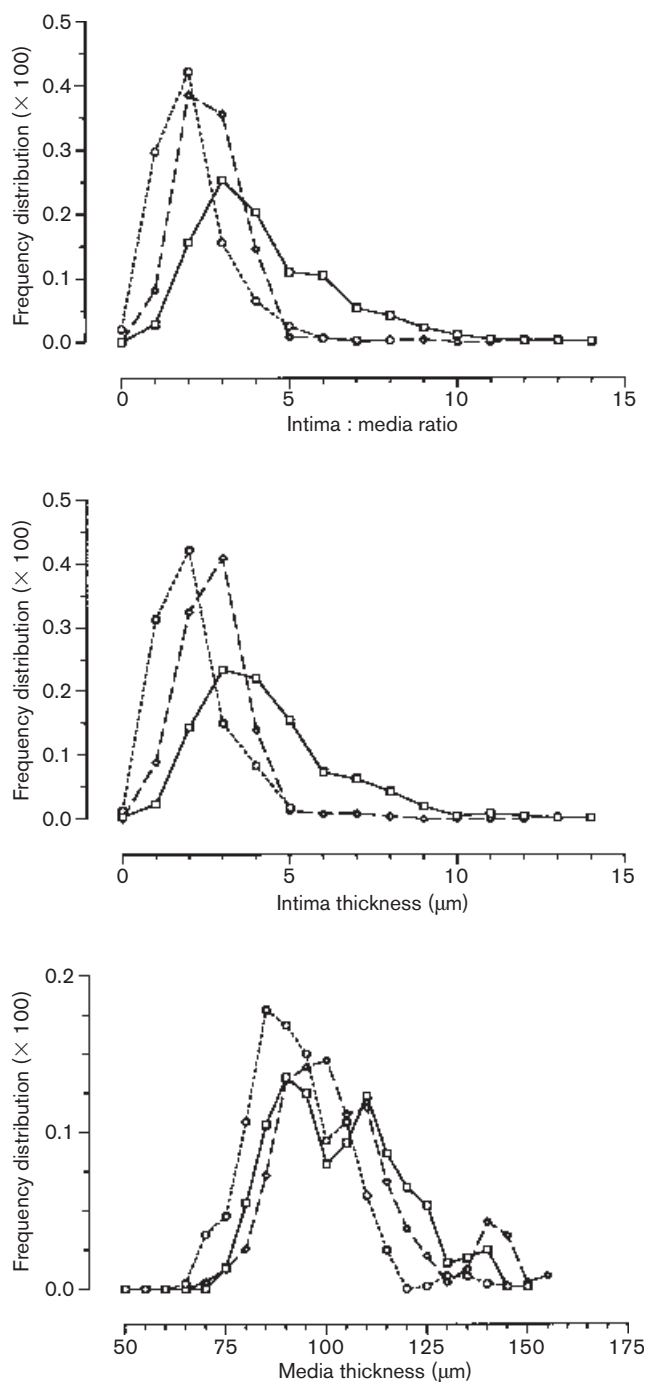 Frequency distribution (× 100)
0.5
0.4
0.3
0.2
0.1
0.0
0 5 10 15
Intima : media ratio
Frequency distribution (× 100)
0.5
0.4
0.3
0.2
0.1
0.0
0 5 10 15
Intima thickness (μm)
Frequency distribution (× 100)
0.2
0.1
0.0
50 75 100 125 150 175
Media thickness (μm)